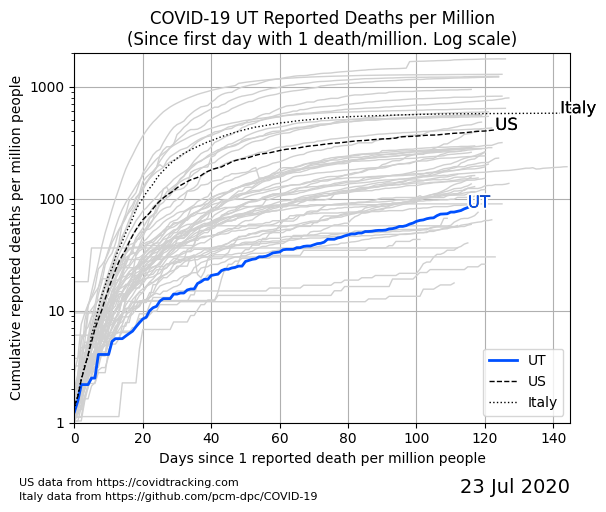 COVID-19 UT Reported Deaths per Million
(Since first day with 1 death/million. Log scale)
Cumulative reported deaths per million people
1000
100
10
1
Italy
US
UT
UT
US
Italy
0 20 40 60 80 100 120 140
Days since 1 reported death per million people
US data from https://covidtracking.com
Italy data from https://github.com/pcm-dpc/COVID-19
23 Jul 2020